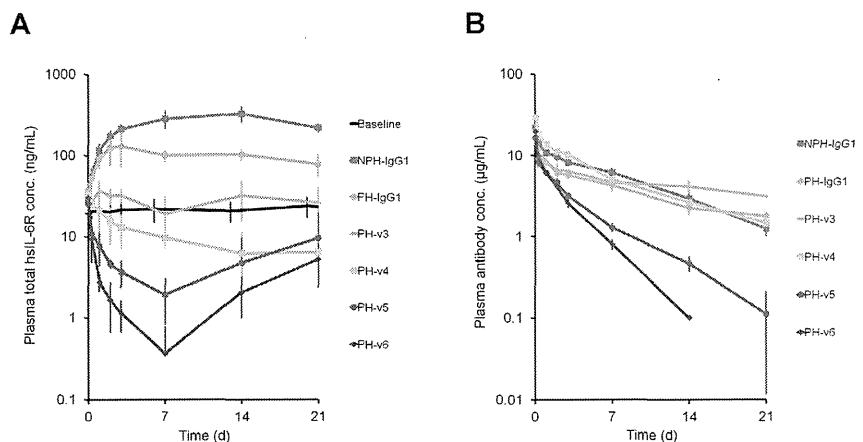 A
B
Plasma total hsIL-6R conc. (ng/mL)
1000
100
10
1
0.1
0
7
14
21
Time (d)
Baseline
NPH-IgG1
PH-IgG1
PH-v3
PH-v4
PH-v5
PH-v6
Plasma antibody conc. (µg/mL)
100
10
1
0.1
0.01
0
7
14
21
Time (d)
NPH-IgG1
PH-IgG1
PH-v3
PH-v4
PH-v5
PH-v6